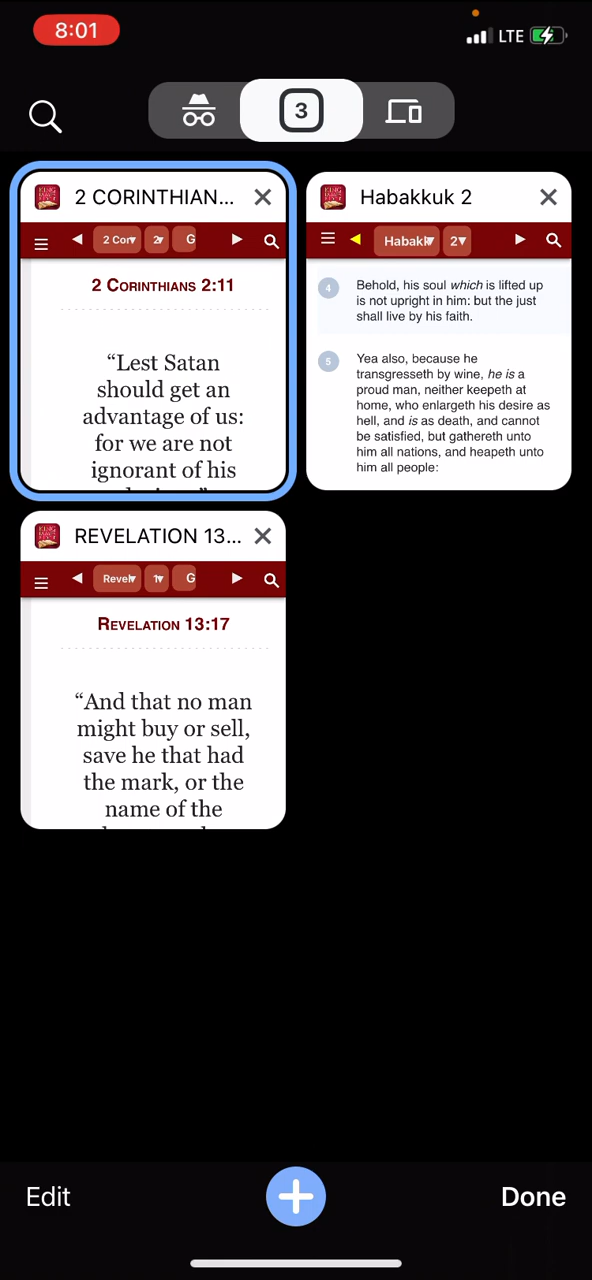 8:01
LTE
3
2 CORINTHIAN...
2 Cor
2
G
2 CORINTHIANS 2:11
“Lest Satan
should get an
advantage of us:
for we are not
ignorant of his
Habakkuk 2
Habakk
2
4
Behold, his soul which is lifted up
is not upright in him: but the just
shall live by his faith.
5
Yea also, because he
transgresseth by wine, he is a
proud man, neither keepeth at
home, who enlargeth his desire as
hell, and is as death, and cannot
be satisfied, but gathereth unto
him all nations, and heapeth unto
him all people:
REVELATION 13...
Revel
1
G
REVELATION 13:17
“And that no man
might buy or sell,
save he that had
the mark, or the
name of the
Edit
Done